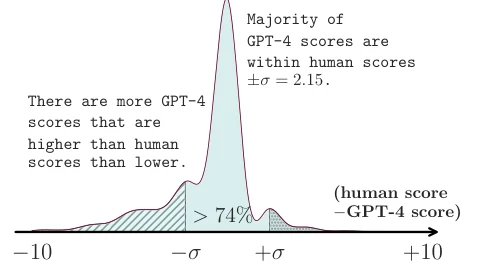 Majority of
GPT-4 scores are
within human scores
±σ = 2.15.
There are more GPT-4
scores that are
higher than human
scores than lower.
> 74%
(human score
−GPT-4 score)
−10
−σ
+σ
+10